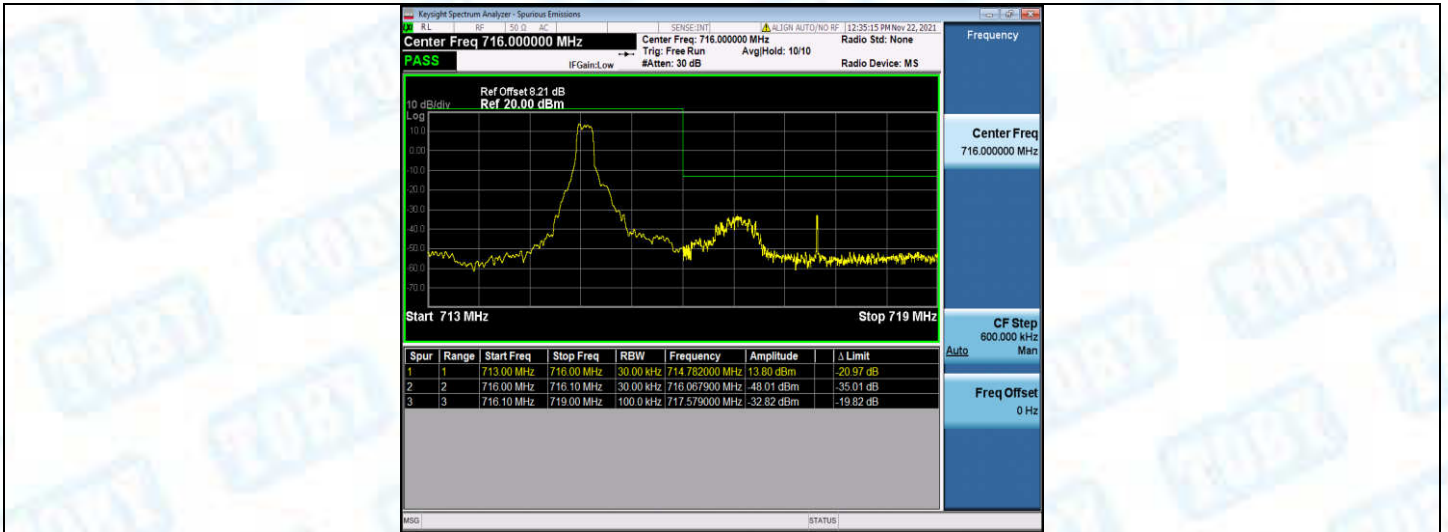 Keysight Spectrum Analyzer - Spurious Emissions
RL RF 50 Ω AC SENSE:INT ALIGN AUTO/NO RF 12:35:15 PM Nov 22, 2021
Center Freq 716.000000 MHz
Center Freq: 716.000000 MHz Radio Std: None
Trig: Free Run Avg|Hold: 10/10
PASS
IFGain:Low #Atten: 30 dB Radio Device: MS
Ref Offset 8.21 dB
10 dB/div Ref 20.00 dBm
Log
10.0
0.00
-10.0
-20.0
-30.0
-40.0
-50.0
-60.0
-70.0
Start 713 MHz Stop 719 MHz
Spur Range Start Freq Stop Freq RBW Frequency Amplitude Δ Limit
1 1 713.00 MHz 716.00 MHz 30.00 kHz 714.782000 MHz 13.80 dBm -20.97 dB
2 2 716.00 MHz 716.10 MHz 30.00 kHz 716.067900 MHz -48.01 dBm -35.01 dB
3 3 716.10 MHz 719.00 MHz 100.0 kHz 717.579000 MHz -32.82 dBm -19.82 dB
MSG STATUS
Frequency
Center Freq
716.000000 MHz
CF Step
600.000 kHz
Auto Man
Freq Offset
0 Hz
TOBY